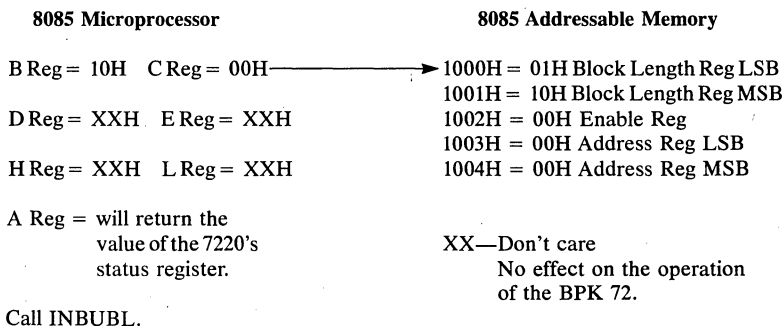 8085 Microprocessor
8085 Addressable Memory
B Reg = 10H C Reg = 00H
1000H = 01H Block Length Reg LSB
1001H = 10H Block Length Reg MSB
D Reg = XXH E Reg = XXH
1002H = 00H Enable Reg
1003H = 00H Address Reg LSB
H Reg = XXH L Reg = XXH
1004H = 00H Address Reg MSB
A Reg = will return the
value of the 7220's
status register.
XX—Don't care
No effect on the operation
of the BPK 72.
Call INBUBL.